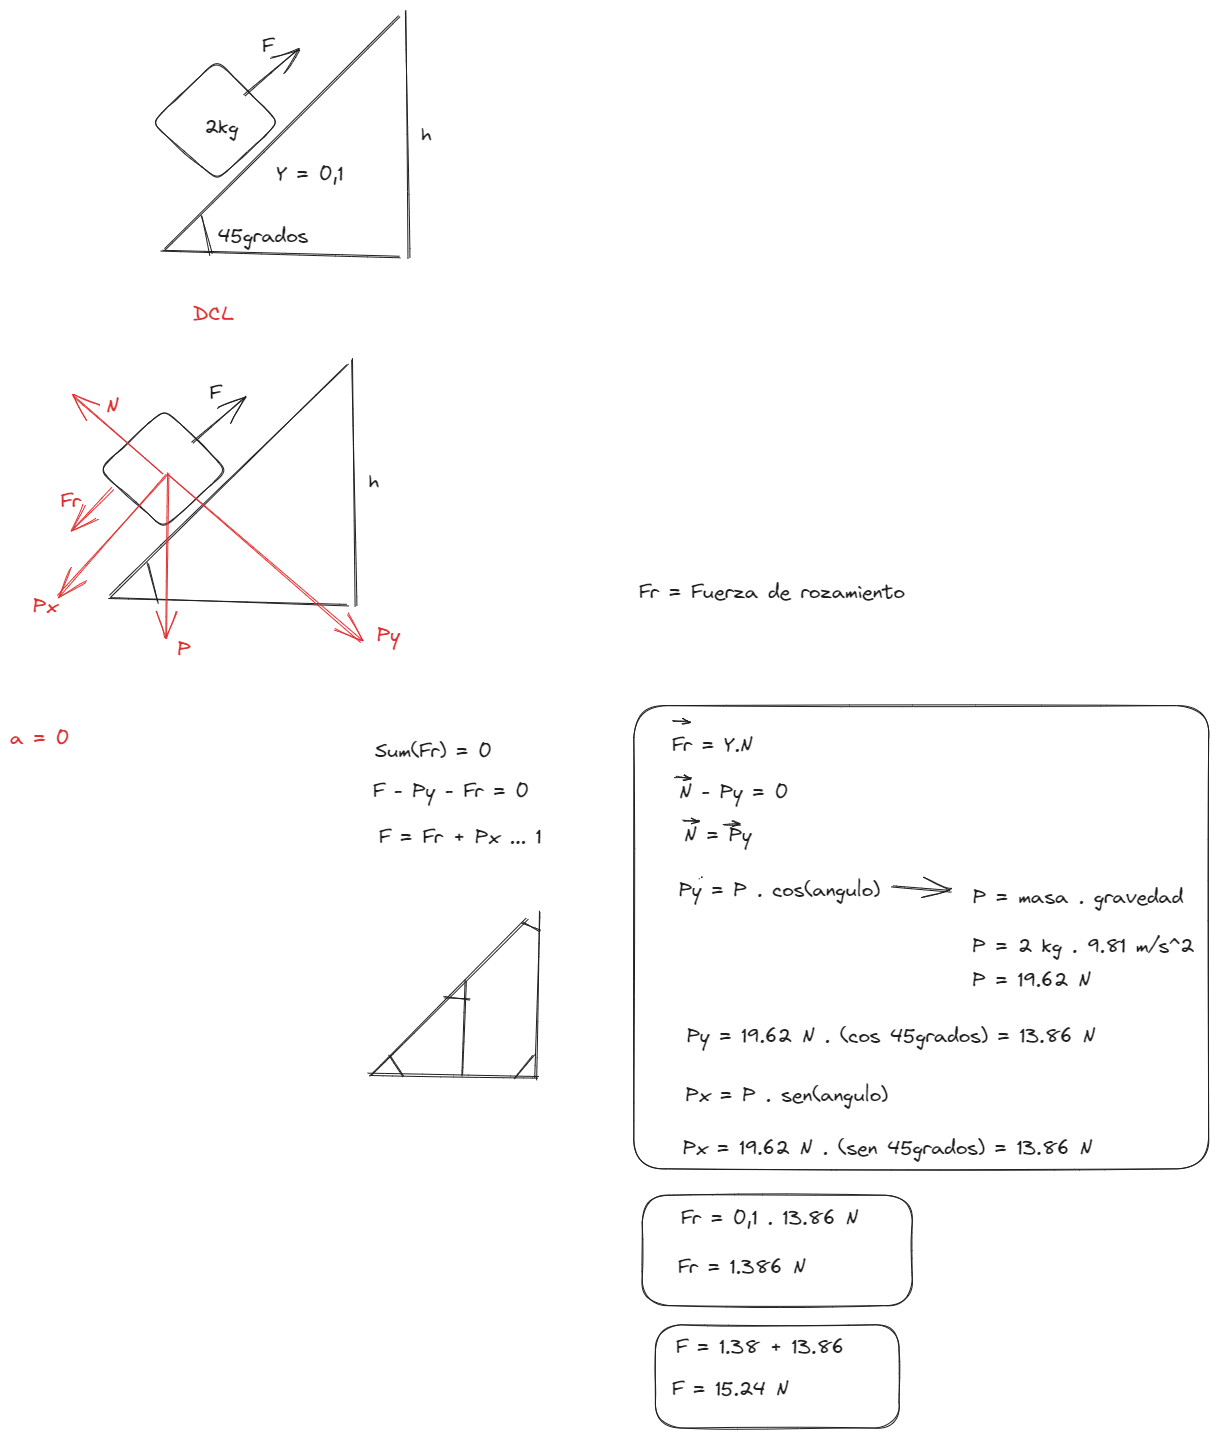 F
2kg
h
Y = 0,1
45grados
DCL
F
N
h
Fr
Px
P
Py
Fr = Fuerza de rozamiento
a = 0
Sum(Fr) = 0
F - Py - Fr = 0
F = Fr + Px ... 1
Fr = Y.N
N - Py = 0
N = Py
Py = P . cos(angulo)
P = masa . gravedad
P = 2 kg . 9.81 m/s^2
P = 19.62 N
Py = 19.62 N . (cos 45grados) = 13.86 N
Px = P . sen(angulo)
Px = 19.62 N . (sen 45grados) = 13.86 N
Fr = 0,1 . 13.86 N
Fr = 1.386 N
F = 1.38 + 13.86
F = 15.24 N